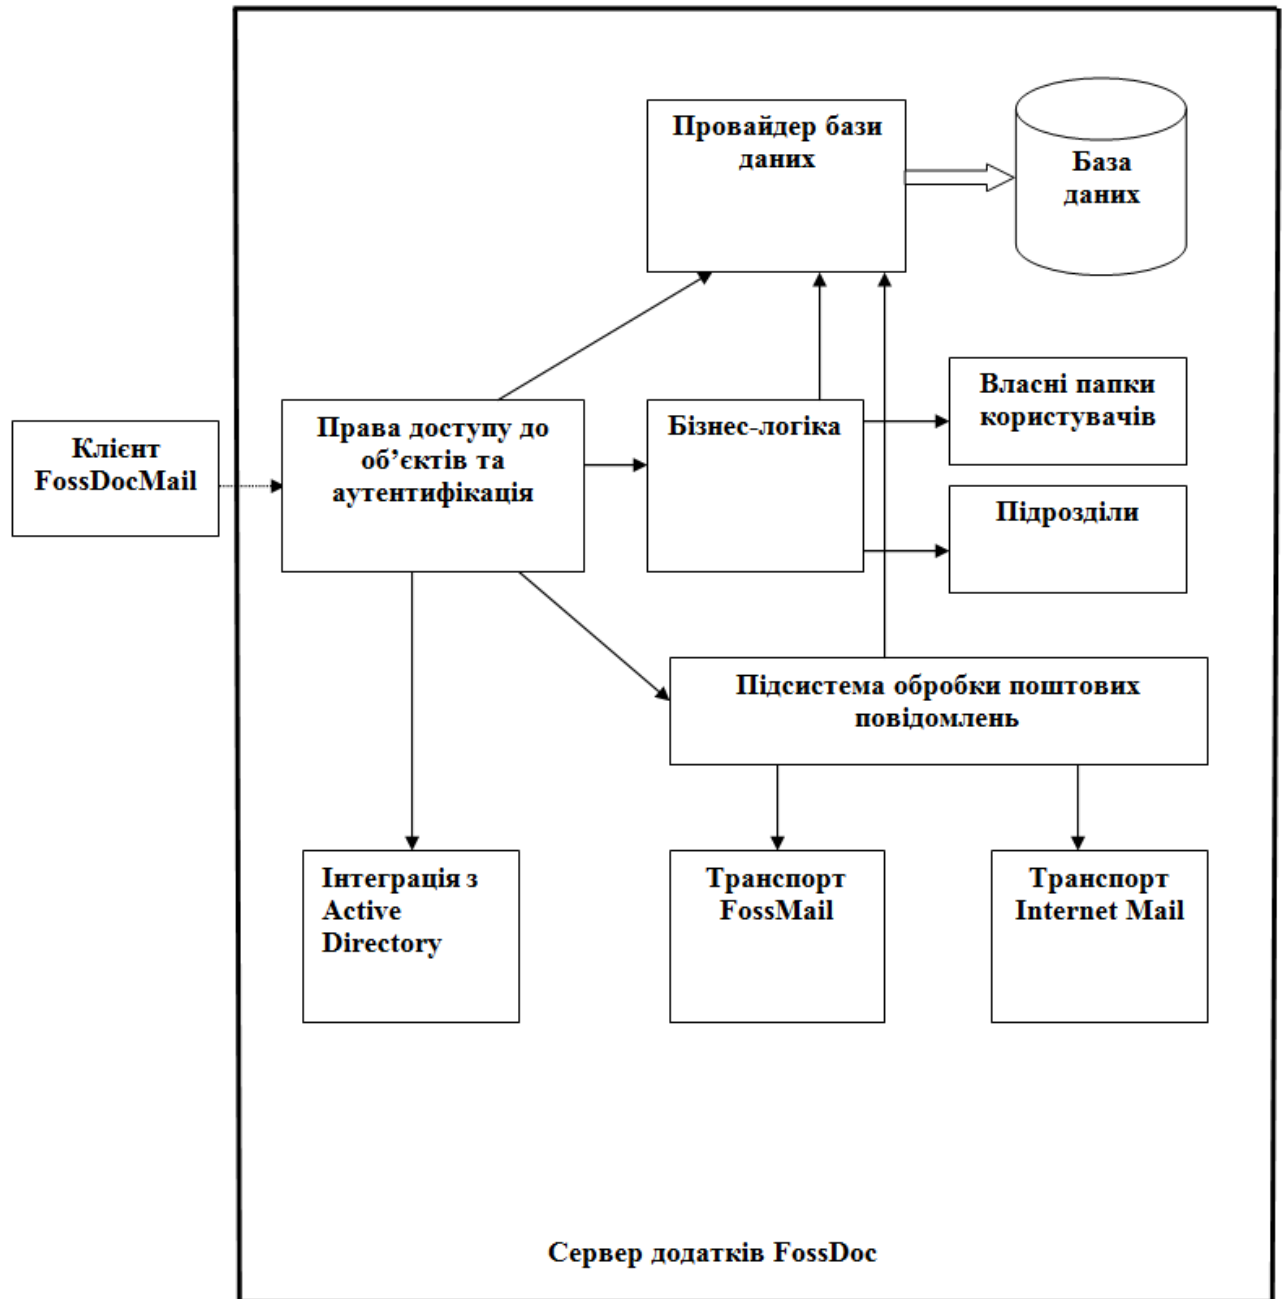 Провайдер бази
даних
База
даних
Власні папки
користувачів
Клієнт
FossDocMail
Права доступу до
об’єктів та
аутентифікація
Бізнес-логіка
Підрозділи
Підсистема обробки поштових
повідомлень
Інтеграція з
Active
Directory
Транспорт
FossMail
Транспорт
Internet Mail
Сервер додатків FossDoc